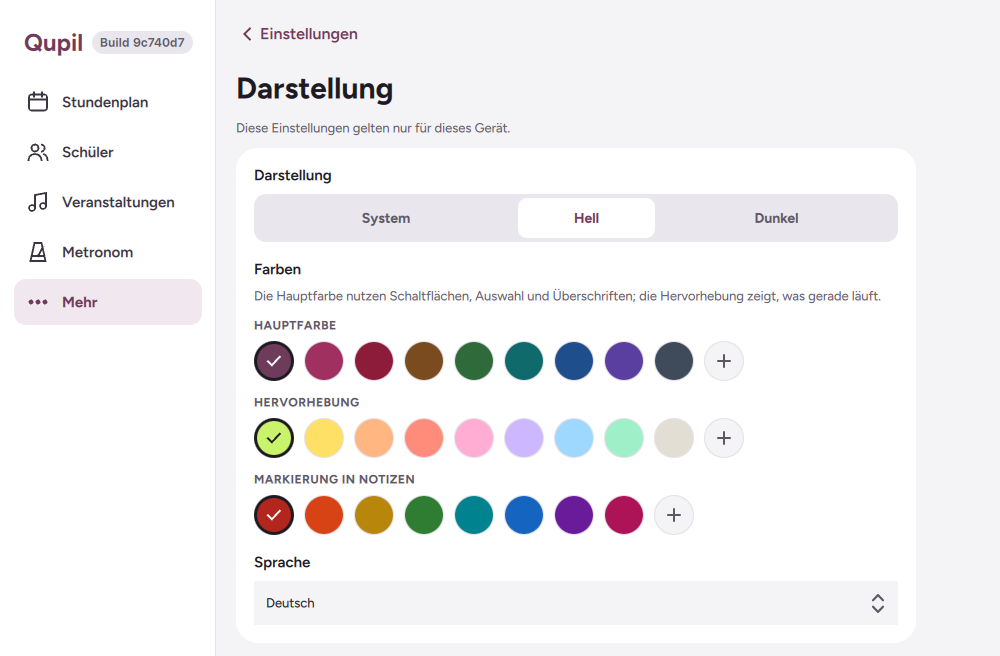 Qupil
Build 9c740d7
Stundenplan
Schüler
Veranstaltungen
Metronom
Mehr
Einstellungen
Darstellung
Diese Einstellungen gelten nur für dieses Gerät.
Darstellung
System
Hell
Dunkel
Farben
Die Hauptfarbe nutzen Schaltflächen, Auswahl und Überschriften; die Hervorhebung zeigt, was gerade läuft.
HAUPTFARBE
HERVORHEBUNG
MARKIERUNG IN NOTIZEN
Sprache
Deutsch